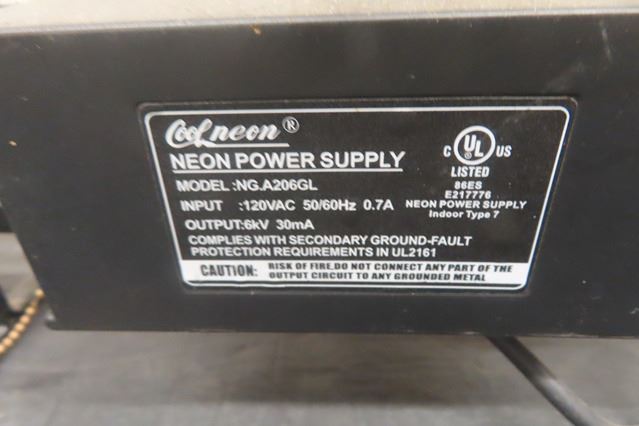 Coolneon®
NEON POWER SUPPLY
MODEL :NG.A206GL
INPUT :120VAC 50/60Hz 0.7A
OUTPUT:6kV 30mA
COMPLIES WITH SECONDARY GROUND-FAULT
PROTECTION REQUIREMENTS IN UL2161
C UL US
LISTED
86ES
E217776
NEON POWER SUPPLY
Indoor Type 7
CAUTION: RISK OF FIRE.DO NOT CONNECT ANY PART OF THE
OUTPUT CIRCUIT TO ANY GROUNDED METAL